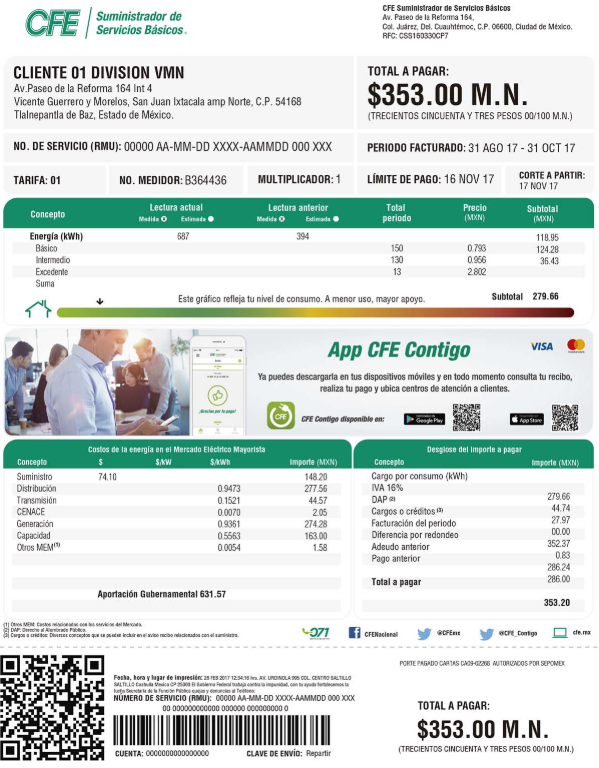 CFE
Suministrador de
Servicios Básicos®
CFE Suministrador de Servicios Básicos
Av. Paseo de la Reforma 164,
Col. Juárez, Del. Cuauhtémoc, C.P. 06600, Ciudad de México.
RFC: CSS160330CP7
CLIENTE 01 DIVISION VMN
Av.Paseo de la Reforma 164 Int 4
Vicente Guerrero y Morelos, San Juan Ixtacala amp Norte, C.P. 54168
Tlalnepantla de Baz, Estado de México.
TOTAL A PAGAR:
$353.00 M.N.
(TRECIENTOS CINCUENTA Y TRES PESOS 00/100 M.N.)
NO. DE SERVICIO (RMU): 00000 AA-MM-DD XXXX-AAMMDD 000 XXX
PERIODO FACTURADO: 31 AGO 17 - 31 OCT 17
TARIFA: 01 NO. MEDIDOR: B364436 MULTIPLICADOR: 1 LÍMITE DE PAGO: 16 NOV 17
CORTE A PARTIR:
17 NOV 17
Concepto Lectura actual Lectura anterior Total periodo Precio (MXN) Subtotal (MXN)
Medida Estimada Medida Estimada
Energía (kWh) 687 394 118.95
Básico 150 0.793 124.28
Intermedio 130 0.956 36.43
Excedente 13 2.802
Suma
Este gráfico refleja tu nivel de consumo. A menor uso, mayor apoyo.
Subtotal 279.66
App CFE Contigo
VISA
Ya puedes descargarla en tus dispositivos móviles y en todo momento consulta tu recibo,
realiza tu pago y ubica centros de atención a clientes.
¡Gracias por tu pago!
CFE
CFE Contigo disponible en:
Google Play
App Store
Costos de la energía en el Mercado Eléctrico Mayorista
Concepto $ $/kW $/kWh Importe (MXN)
Suministro 74.10 148.20
Distribución 0.9473 277.56
Transmisión 0.1521 44.57
CENACE 0.0070 2.05
Generación 0.9361 274.28
Capacidad 0.5563 163.00
Otros MEM(1) 0.0054 1.58
Aportación Gubernamental 631.57
Desglose del Importe a pagar
Concepto Importe (MXN)
Cargo por consumo (kWh)
IVA 16%
DAP (2) 279.66
Cargos o créditos (3) 44.74
Facturación del periodo 27.97
Diferencia por redondeo 00.00
Adeudo anterior 352.37
Pago anterior 0.83
286.24
Total a pagar 286.00
353.20
(1) Otros MEM: Costos relacionados con los servicios del Mercado.
(2) DAP: Derecho al Alumbrado Público.
(3) Cargos o créditos: Diversos conceptos que se pueden incluir en el aviso recibo relacionados con el suministro.
071
CFENacional
@CFEmx
@CFE_Contigo
cfe.mx
PORTE PAGADO CARTAS CA09-02268 AUTORIZADOS POR SEPOMEX
Fecha, hora y lugar de impresión: 28 FEB 2017 12:54:18 hrs. AV. URDINOLA 995 COL. CENTRO SALTILLO
SALTILLO Coahuila Mexico CP 25000 El Gobierno Federal trabaja contra la impunidad, con tu ayuda fortalecemos la
lucha Secretaría de la Función Pública quejas y denuncias al Teléfono:
NÚMERO DE SERVICIO (RMU): 00000 AA-MM-DD XXXX-AAMMDD 000 XXX
00 000000000000 000000 000000000 0
CUENTA: 0000000000000000 CLAVE DE ENVÍO: Repartir
TOTAL A PAGAR:
$353.00 M.N.
(TRECIENTOS CINCUENTA Y TRES PESOS 00/100 M.N.)